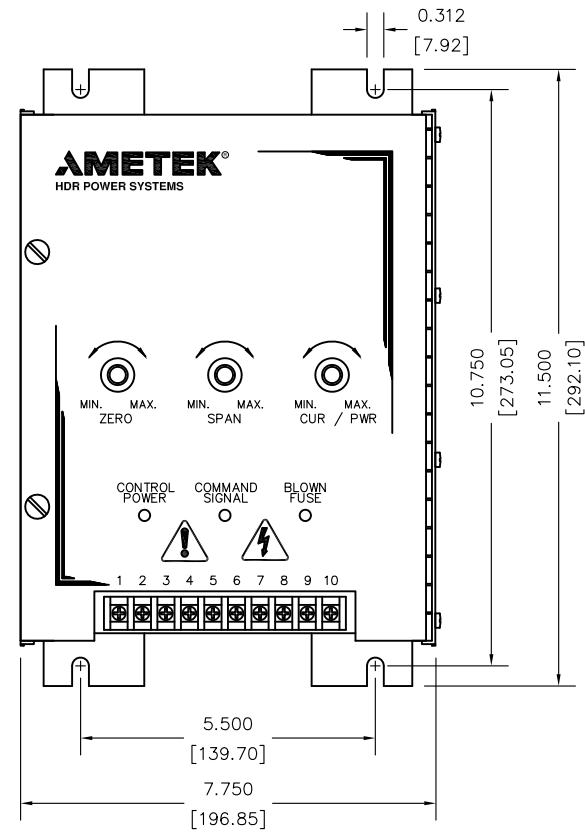 0.312
[7.92]
AMETEK®
HDR POWER SYSTEMS
10.750
[273.05]
11.500
[292.10]
MIN. MAX.
ZERO
MIN. MAX.
SPAN
MIN. MAX.
CUR / PWR
CONTROL
POWER
COMMAND
SIGNAL
BLOWN
FUSE
!
1 2 3 4 5 6 7 8 9 10
5.500
[139.70]
7.750
[196.85]